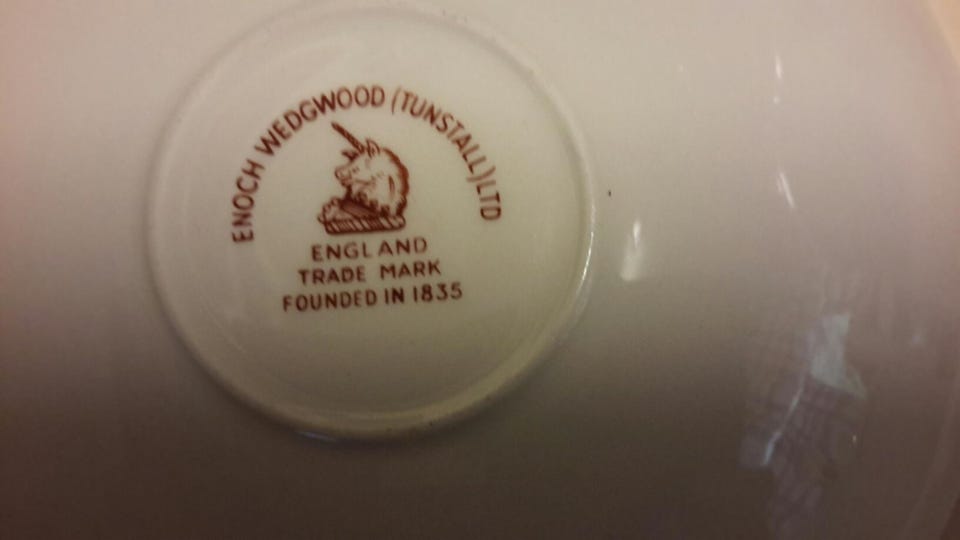 ENOCH WEDGWOOD (TUNSTALL) LTD
ENGLAND
TRADE MARK
FOUNDED IN 1835